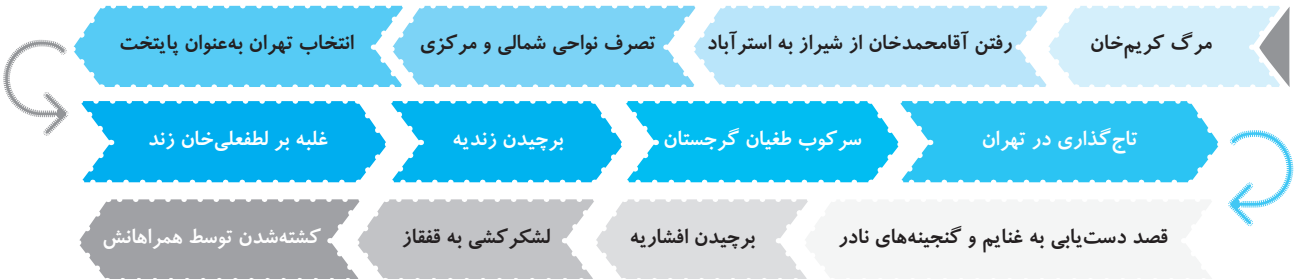 مرگ کریم‌خان
رفتن آقامحمدخان از شیراز به استرآباد
تصرف نواحی شمالی و مرکزی
انتخاب تهران به‌عنوان پایتخت
غلبه بر لطفعلی‌خان زند
برچیدن زندیه
سرکوب طغیان گرجستان
تاج‌گذاری در تهران
قصد دست‌یابی به غنایم و گنجینه‌های نادر
برچیدن افشاریه
لشکرکشی به قفقاز
کشته‌شدن توسط همراهانش